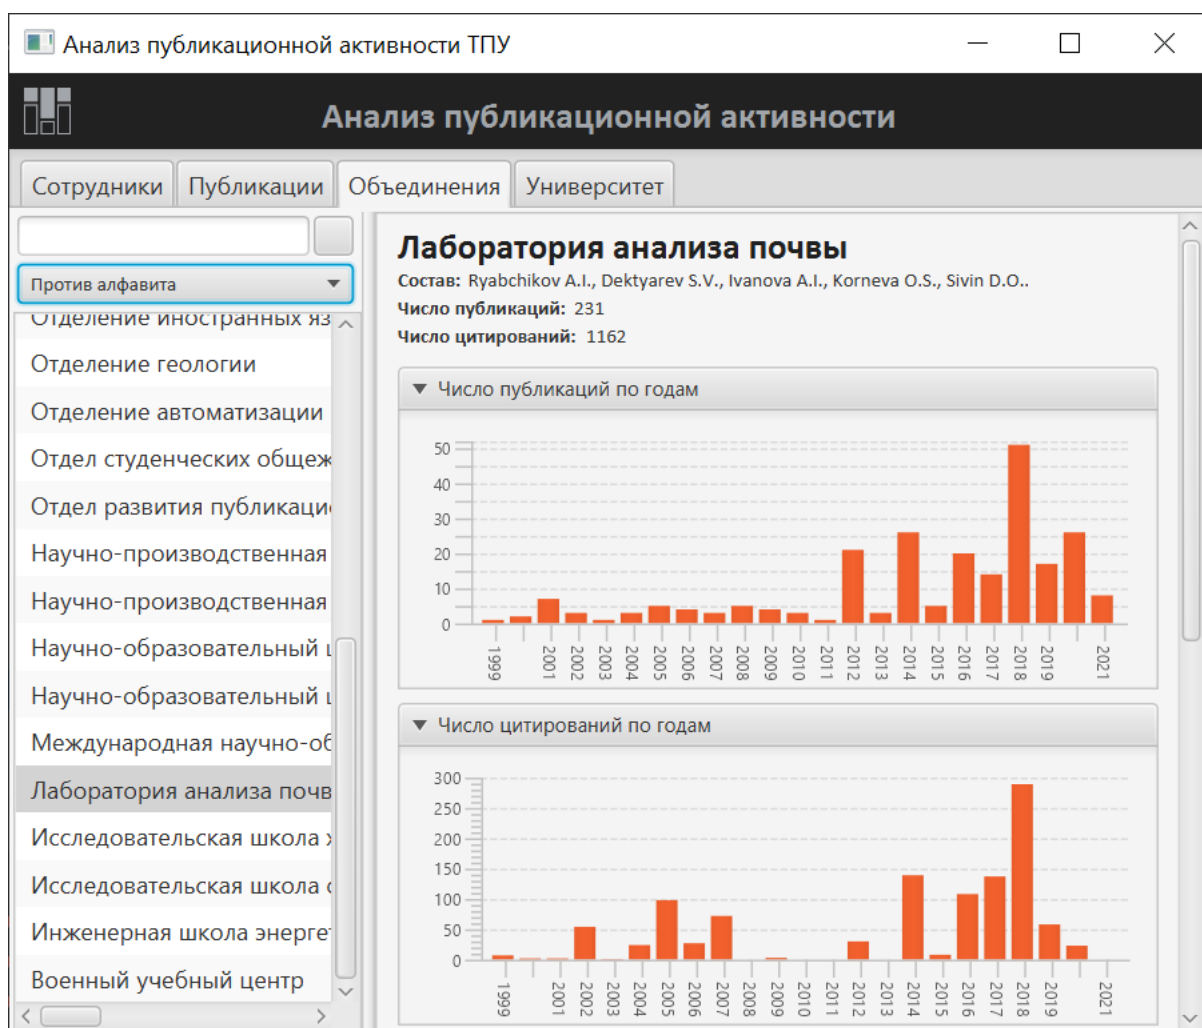 Анализ публикационной активности ТПУ
Анализ публикационной активности
Сотрудники Публикации Объединения Университет
Против алфавита
Отделение иностранных яз
Отделение геологии
Отделение автоматизации
Отдел студенческих общеж
Отдел развития публикаци
Научно-производственная
Научно-производственная
Научно-образовательный
Научно-образовательный
Международная научно-об
Лаборатория анализа почв
Исследовательская школа
Исследовательская школа
Инженерная школа энерге
Военный учебный центр
Лаборатория анализа почвы
Состав: Ryabchikov A.I., Dektyarev S.V., Ivanova A.I., Korneva O.S., Sivin D.O..
Число публикаций: 231
Число цитирований: 1162
Число публикаций по годам
50
40
30
20
10
0
1999 2001 2002 2003 2004 2005 2006 2007 2008 2009 2010 2011 2012 2013 2014 2015 2016 2017 2018 2019 2021
Число цитирований по годам
300
250
200
150
100
50
0
1999 2001 2002 2003 2004 2005 2006 2007 2008 2009 2010 2011 2012 2013 2014 2015 2016 2017 2018 2019 2021